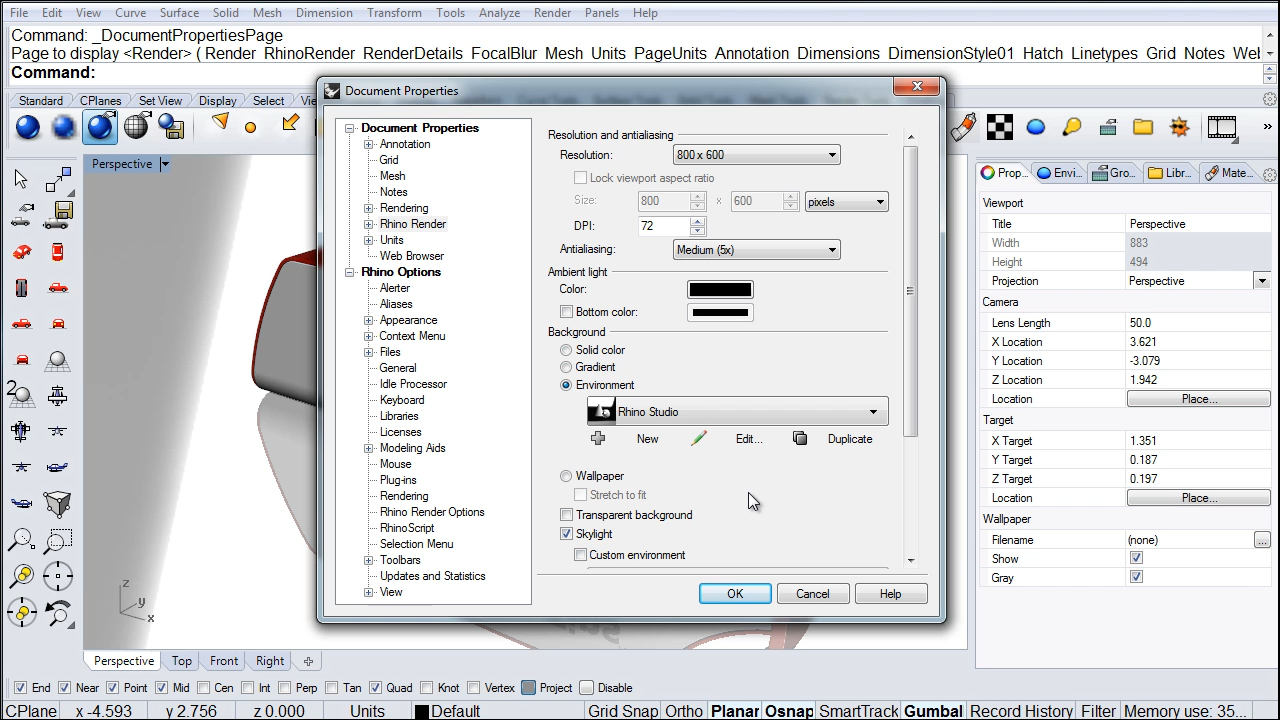 File Edit View Curve Surface Solid Mesh Dimension Transform Tools Analyze Render Panels Help
Command: _DocumentPropertiesPage
Page to display <Render> ( Render RhinoRender RenderDetails FocalBlur Mesh Units PageUnits Annotation Dimensions DimensionStyle01 Hatch Linetypes Grid Notes Wel
Command:
Standard CPlanes Set View Display Select Vi
»
Document Properties
Perspective
Document Properties
Annotation
Grid
Mesh
Notes
Rendering
Rhino Render
Units
Web Browser
Rhino Options
Alerter
Aliases
Appearance
Context Menu
Files
General
Idle Processor
Keyboard
Libraries
Licenses
Modeling Aids
Mouse
Plug-ins
Rendering
Rhino Render Options
RhinoScript
Selection Menu
Toolbars
Updates and Statistics
View
Resolution and antialiasing
Resolution: 800 x 600
Lock viewport aspect ratio
Size: 800 x 600 pixels
DPI: 72
Antialiasing: Medium (5x)
Ambient light
Color:
Bottom color:
Background
Solid color
Gradient
Environment
Rhino Studio
New Edit... Duplicate
Wallpaper
Stretch to fit
Transparent background
Skylight
Custom environment
OK Cancel Help
Prop... Envi... Gro... Libr... Mate...
Viewport
Title Perspective
Width 883
Height 494
Projection Perspective
Camera
Lens Length 50.0
X Location 3.621
Y Location -3.079
Z Location 1.942
Location Place...
Target
X Target 1.351
Y Target 0.187
Z Target 0.197
Location Place...
Wallpaper
Filename (none) ...
Show
Gray
2
z
y
x
Perspective Top Front Right
End Near Point Mid Cen Int Perp Tan Quad Knot Vertex Project Disable
CPlane x -4.593 y 2.756 z 0.000 Units Default Grid Snap Ortho Planar Osnap SmartTrack Gumbal Record History Filter Memory use: 35...